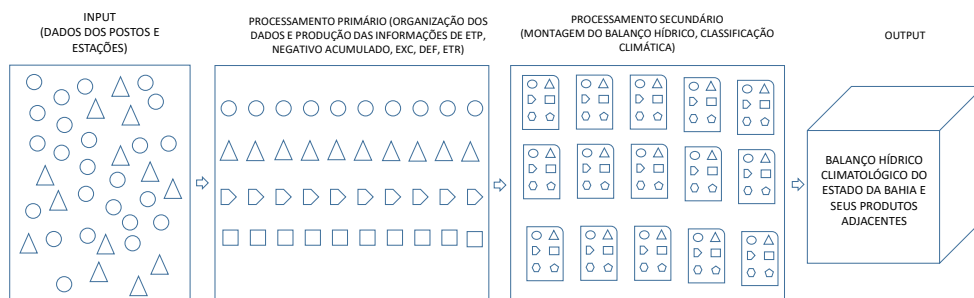 INPUT
(DADOS DOS POSTOS E
ESTAÇÕES)
PROCESSAMENTO PRIMÁRIO (ORGANIZAÇÃO DOS
DADOS E PRODUÇÃO DAS INFORMAÇÕES DE ETP,
NEGATIVO ACUMULADO, EXC, DEF, ETR)
PROCESSAMENTO SECUNDÁRIO
(MONTAGEM DO BALANÇO HÍDRICO, CLASSIFICAÇÃO
CLIMÁTICA)
OUTPUT
BALANÇO HÍDRICO
CLIMATOLÓGICO DO
ESTADO DA BAHIA E
SEUS PRODUTOS
ADJACENTES